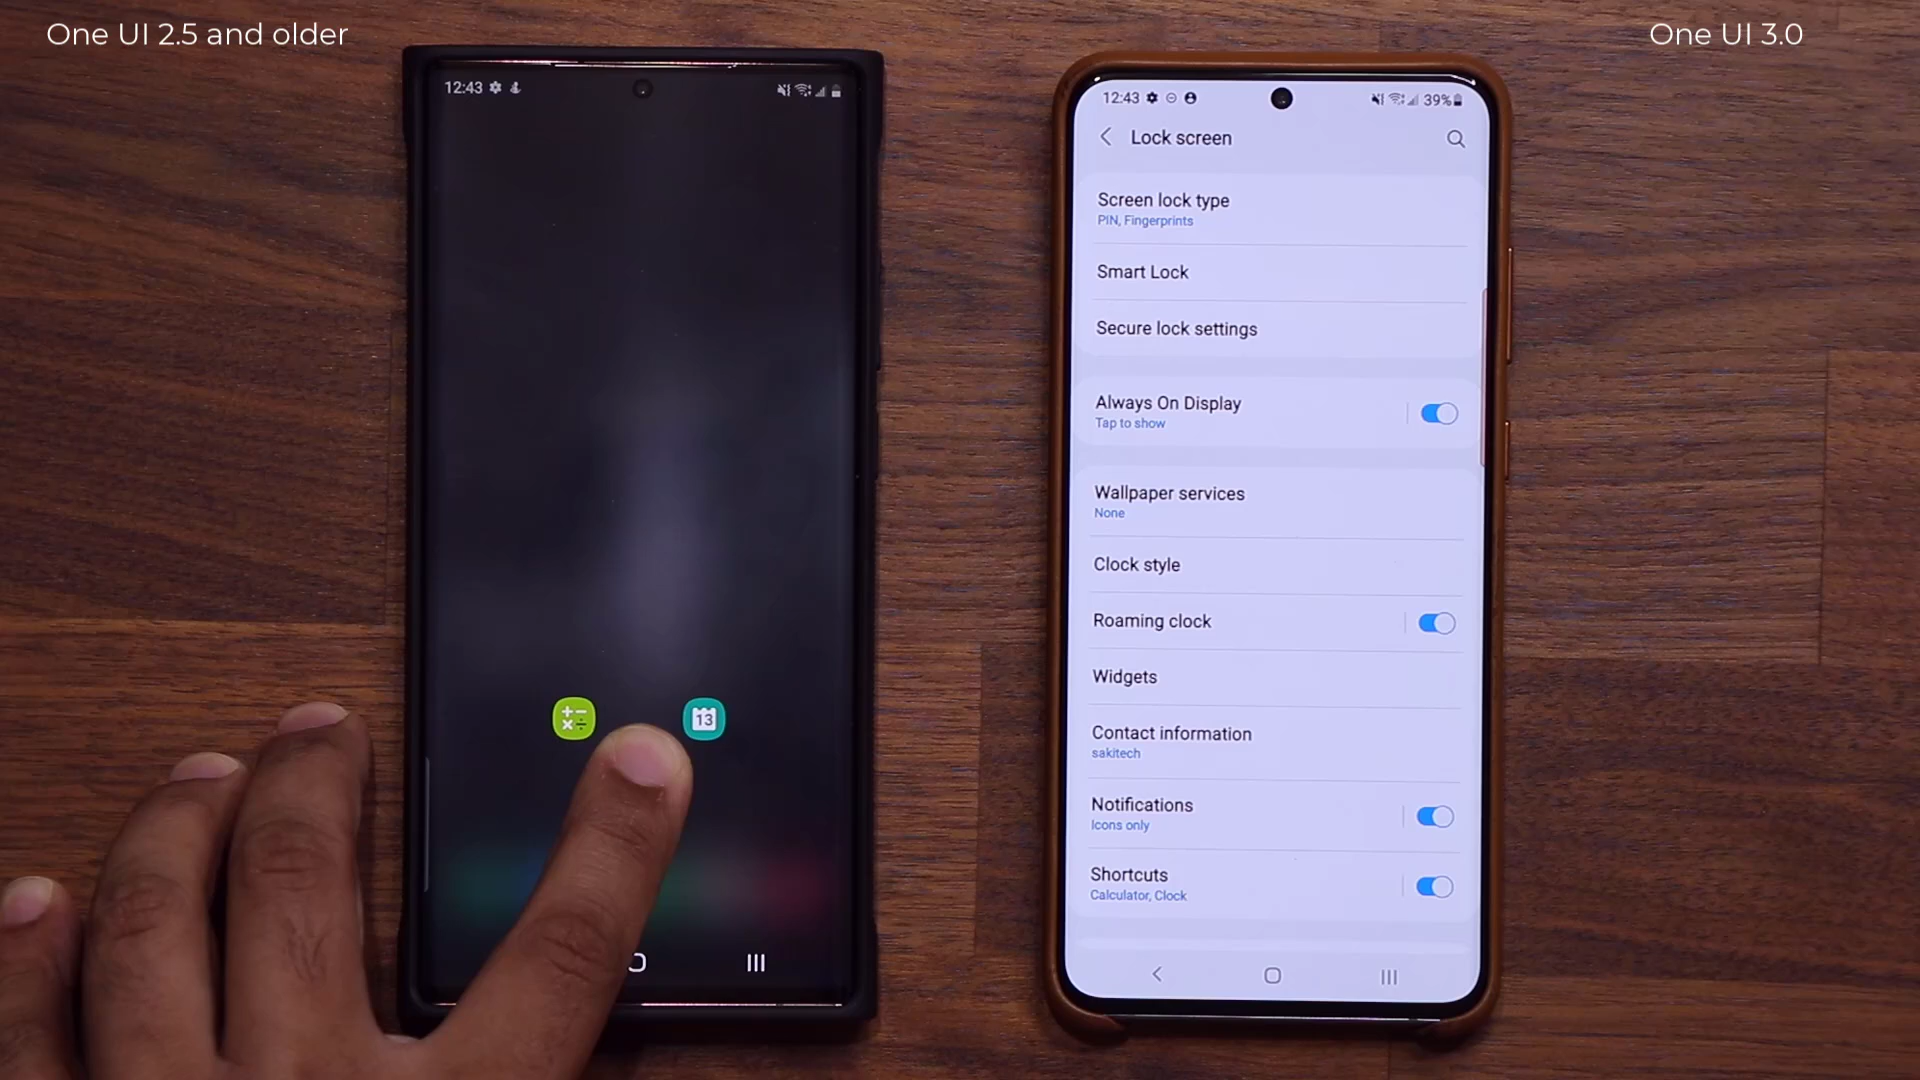 One UI 2.5 and older
One UI 3.0
12:43
13
12:43
39%
Lock screen
Screen lock type
PIN, Fingerprints
Smart Lock
Secure lock settings
Always On Display
Tap to show
Wallpaper services
None
Clock style
Roaming clock
Widgets
Contact information
sakitech
Notifications
Icons only
Shortcuts
Calculator, Clock